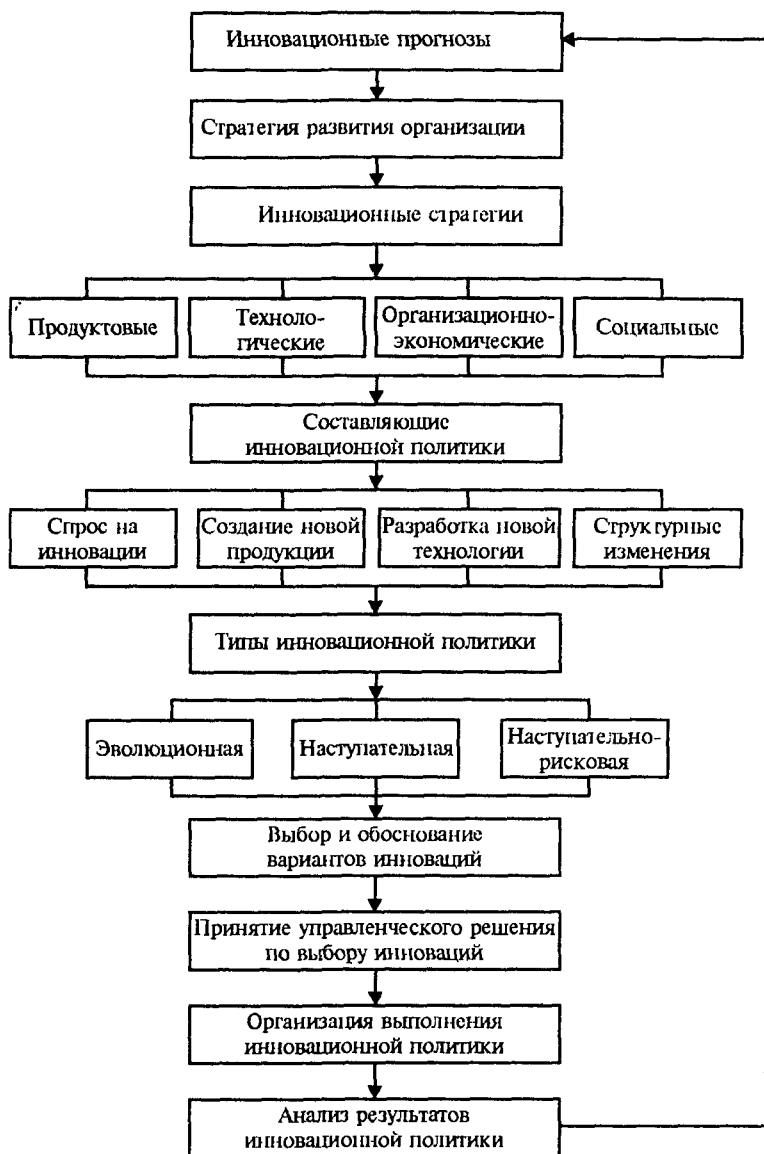 Инновационные прогнозы
Стратегия развития организации
Инновационные стратегии
Продуктовые
Техноло-
гические
Организационно-
экономические
Социальные
Составляющие
инновационной политики
Спрос на
инновации
Создание новой
продукции
Разработка новой
технологии
Структурные
изменения
Типы инновационной политики
Эволюционная
Наступательная
Наступательно-
рисковая
Выбор и обоснование
вариантов инноваций
Принятие управленческого решения
по выбору инноваций
Организация выполнения
инновационной политики
Анализ результатов
инновационной политики